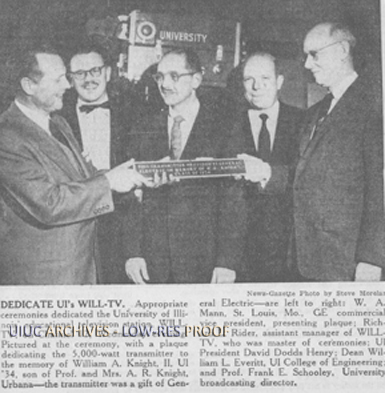 UNIVERSITY
News-Gazette Photo by Steve
DEDICATE UI's WILL-TV. Appropriate
ceremonies dedicated the University of Illi-
UIUC ARCHIVES - LOW-RES PROOF
Pictured at the ceremony, with a plaque
dedicating the 5,000-watt transmitter to
the memory of William A. Knight, II, UI
'34, son of Prof. and Mrs. A. R. Knight,
Urbana—the transmitter was a gift of Gen-
eral Electric—are left to right: W. A.
Mann, St. Louis, Mo., GE commercial
vice president, presenting plaque; Rich-
Rider, assistant manager of WILL-
TV, who was master of ceremonies; UI
President David Dodds Henry; Dean Wil-
liam L. Everitt, UI College of Engineering;
and Prof. Frank E. Schooley, University
broadcasting director.